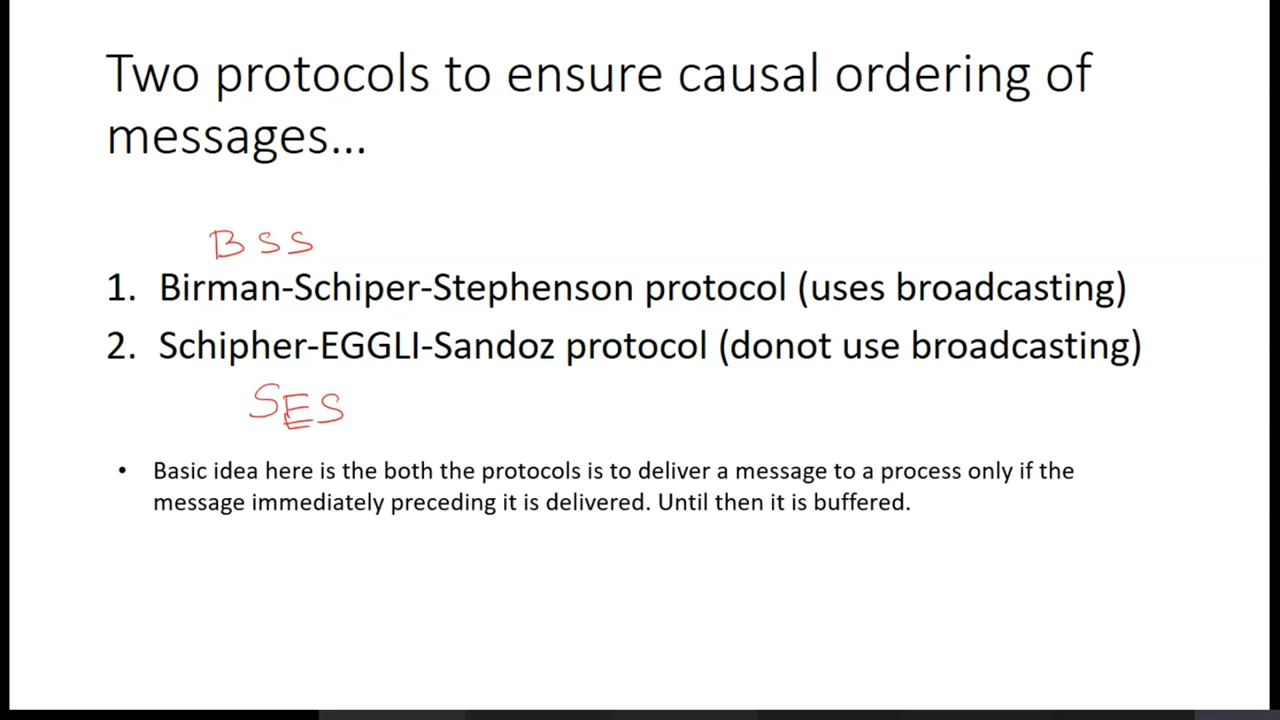 Two protocols to ensure causal ordering of
messages...
BSS
1. Birman-Schiper-Stephenson protocol (uses broadcasting)
2. Schipher-EGGLI-Sandoz protocol (donot use broadcasting)
SES
• Basic idea here is the both the protocols is to deliver a message to a process only if the
message immediately preceding it is delivered. Until then it is buffered.